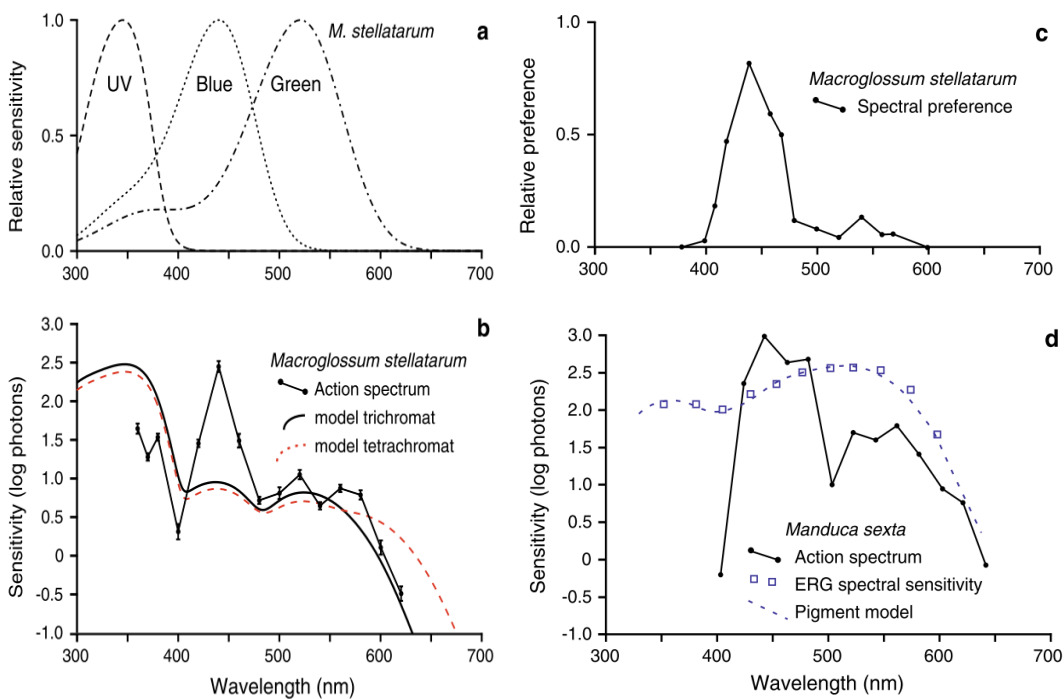 a
M. stellatarum
UV
Blue
Green
Relative sensitivity
1.0
0.5
0.0
300
400
500
600
700
c
Macroglossum stellatarum
Spectral preference
Relative preference
1.0
0.5
0.0
300
400
500
600
700
b
Macroglossum stellatarum
Action spectrum
model trichromat
model tetrachromat
Sensitivity (log photons)
3.0
2.5
2.0
1.5
1.0
0.5
0
-0.5
-1.0
300
400
500
600
700
Wavelength (nm)
d
Manduca sexta
Action spectrum
ERG spectral sensitivity
Pigment model
Sensitivity (log photons)
3.0
2.5
2.0
1.5
1.0
0.5
0.0
-0.5
-1.0
300
400
500
600
700
Wavelength (nm)